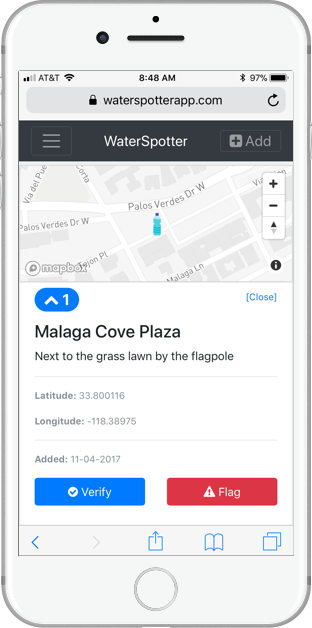 AT&T 8:48 AM 97%
waterspotterapp.com
WaterSpotter
Add
Via del Pue
Corta
Palos Verdes Dr W
Via
Palos Verdes Dr W
Tejon Pl
Malaga Ln
mapbox
1
[Close]
Malaga Cove Plaza
Next to the grass lawn by the flagpole
Latitude: 33.800116
Longitude: -118.38975
Added: 11-04-2017
Verify
Flag